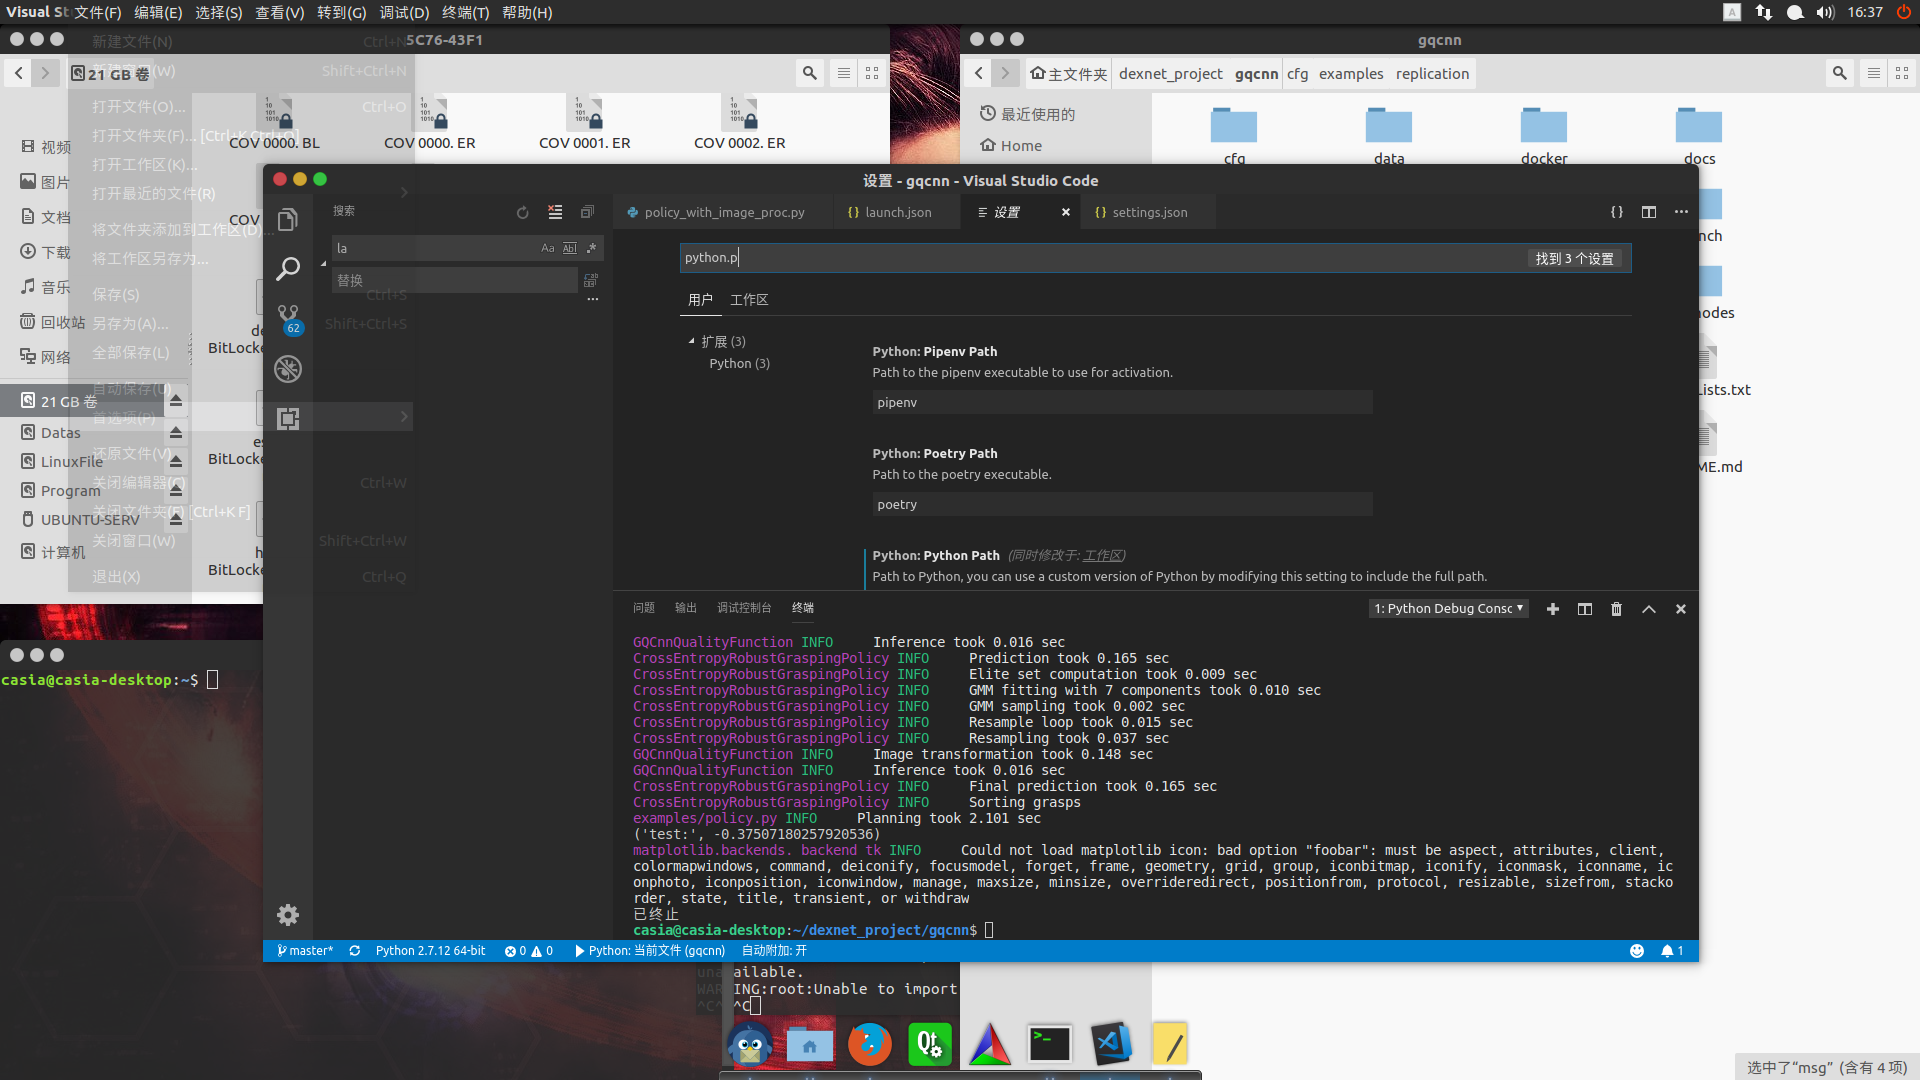 Visual St 文件(F) 编辑(E) 选择(S) 查看(V) 转到(G) 调试(D) 终端(T) 帮助(H)
A 16:37
5C76-43F1
21 GB 卷
新建文件(N) Ctrl+N
Shift+Ctrl+N
打开文件(O)... Ctrl+O
打开文件夹(F)... [Ctrl+K Ctrl+O]
打开工作区(K)...
打开最近的文件(R)
将文件夹添加到工作区(D)...
将工作区另存为...
保存(S) Ctrl+S
另存为(A)... Shift+Ctrl+S
全部保存(L)
自动保存(U)
首选项(P)
还原文件(V)
关闭编辑器(C) Ctrl+W
关闭文件夹(F) [Ctrl+K F]
关闭窗口(W) Shift+Ctrl+W
退出(X) Ctrl+Q
视频
图片
文档
下载
音乐
回收站
网络
21 GB 卷
Datas
LinuxFile
Program
UBUNTU-SERV
计算机
COV 0000. BL
COV 0000. ER
COV 0001. ER
COV 0002. ER
COV
de
BitLocke
es
BitLocke
h
BitLocke
gqcnn
主文件夹 dexnet_project gqcnn cfg examples replication
最近使用的
Home
cfg
data
docker
docs
nch
odes
ists.txt
ME.md
设置 - gqcnn - Visual Studio Code
搜索
la
Aa Abl .*
替换
62
policy_with_image_proc.py
{} launch.json
设置
{} settings.json
{}
python.p
找到 3 个设置
用户 工作区
扩展 (3)
Python (3)
Python: Pipenv Path
Path to the pipenv executable to use for activation.
pipenv
Python: Poetry Path
Path to the poetry executable.
poetry
Python: Python Path (同时修改于: 工作区)
Path to Python, you can use a custom version of Python by modifying this setting to include the full path.
问题 输出 调试控制台 终端
1: Python Debug Consc
GQCnnQualityFunction INFO Inference took 0.016 sec
CrossEntropyRobustGraspingPolicy INFO Prediction took 0.165 sec
CrossEntropyRobustGraspingPolicy INFO Elite set computation took 0.009 sec
CrossEntropyRobustGraspingPolicy INFO GMM fitting with 7 components took 0.010 sec
CrossEntropyRobustGraspingPolicy INFO GMM sampling took 0.002 sec
CrossEntropyRobustGraspingPolicy INFO Resample loop took 0.015 sec
CrossEntropyRobustGraspingPolicy INFO Resampling took 0.037 sec
GQCnnQualityFunction INFO Image transformation took 0.148 sec
GQCnnQualityFunction INFO Inference took 0.016 sec
CrossEntropyRobustGraspingPolicy INFO Final prediction took 0.165 sec
CrossEntropyRobustGraspingPolicy INFO Sorting grasps
examples/policy.py INFO Planning took 2.101 sec
('test:', -0.37507180257920536)
matplotlib.backends. backend tk INFO Could not load matplotlib icon: bad option "foobar": must be aspect, attributes, client,
colormapwindows, command, deiconify, focusmodel, forget, frame, geometry, grid, group, iconbitmap, iconify, iconmask, iconname, ic
onphoto, iconposition, iconwindow, manage, maxsize, minsize, overrideredirect, positionfrom, protocol, resizable, sizefrom, stacko
rder, state, title, transient, or withdraw
已终止
casia@casia-desktop:~/dexnet_project/gqcnn$
master* Python 2.7.12 64-bit 0 0 Python: 当前文件 (gqcnn) 自动附加: 开 1
casia@casia-desktop:~$
unavailable.
WARNING:root:Unable to import
^C^C
Qt
>_
选中了“msg” (含有 4 项)